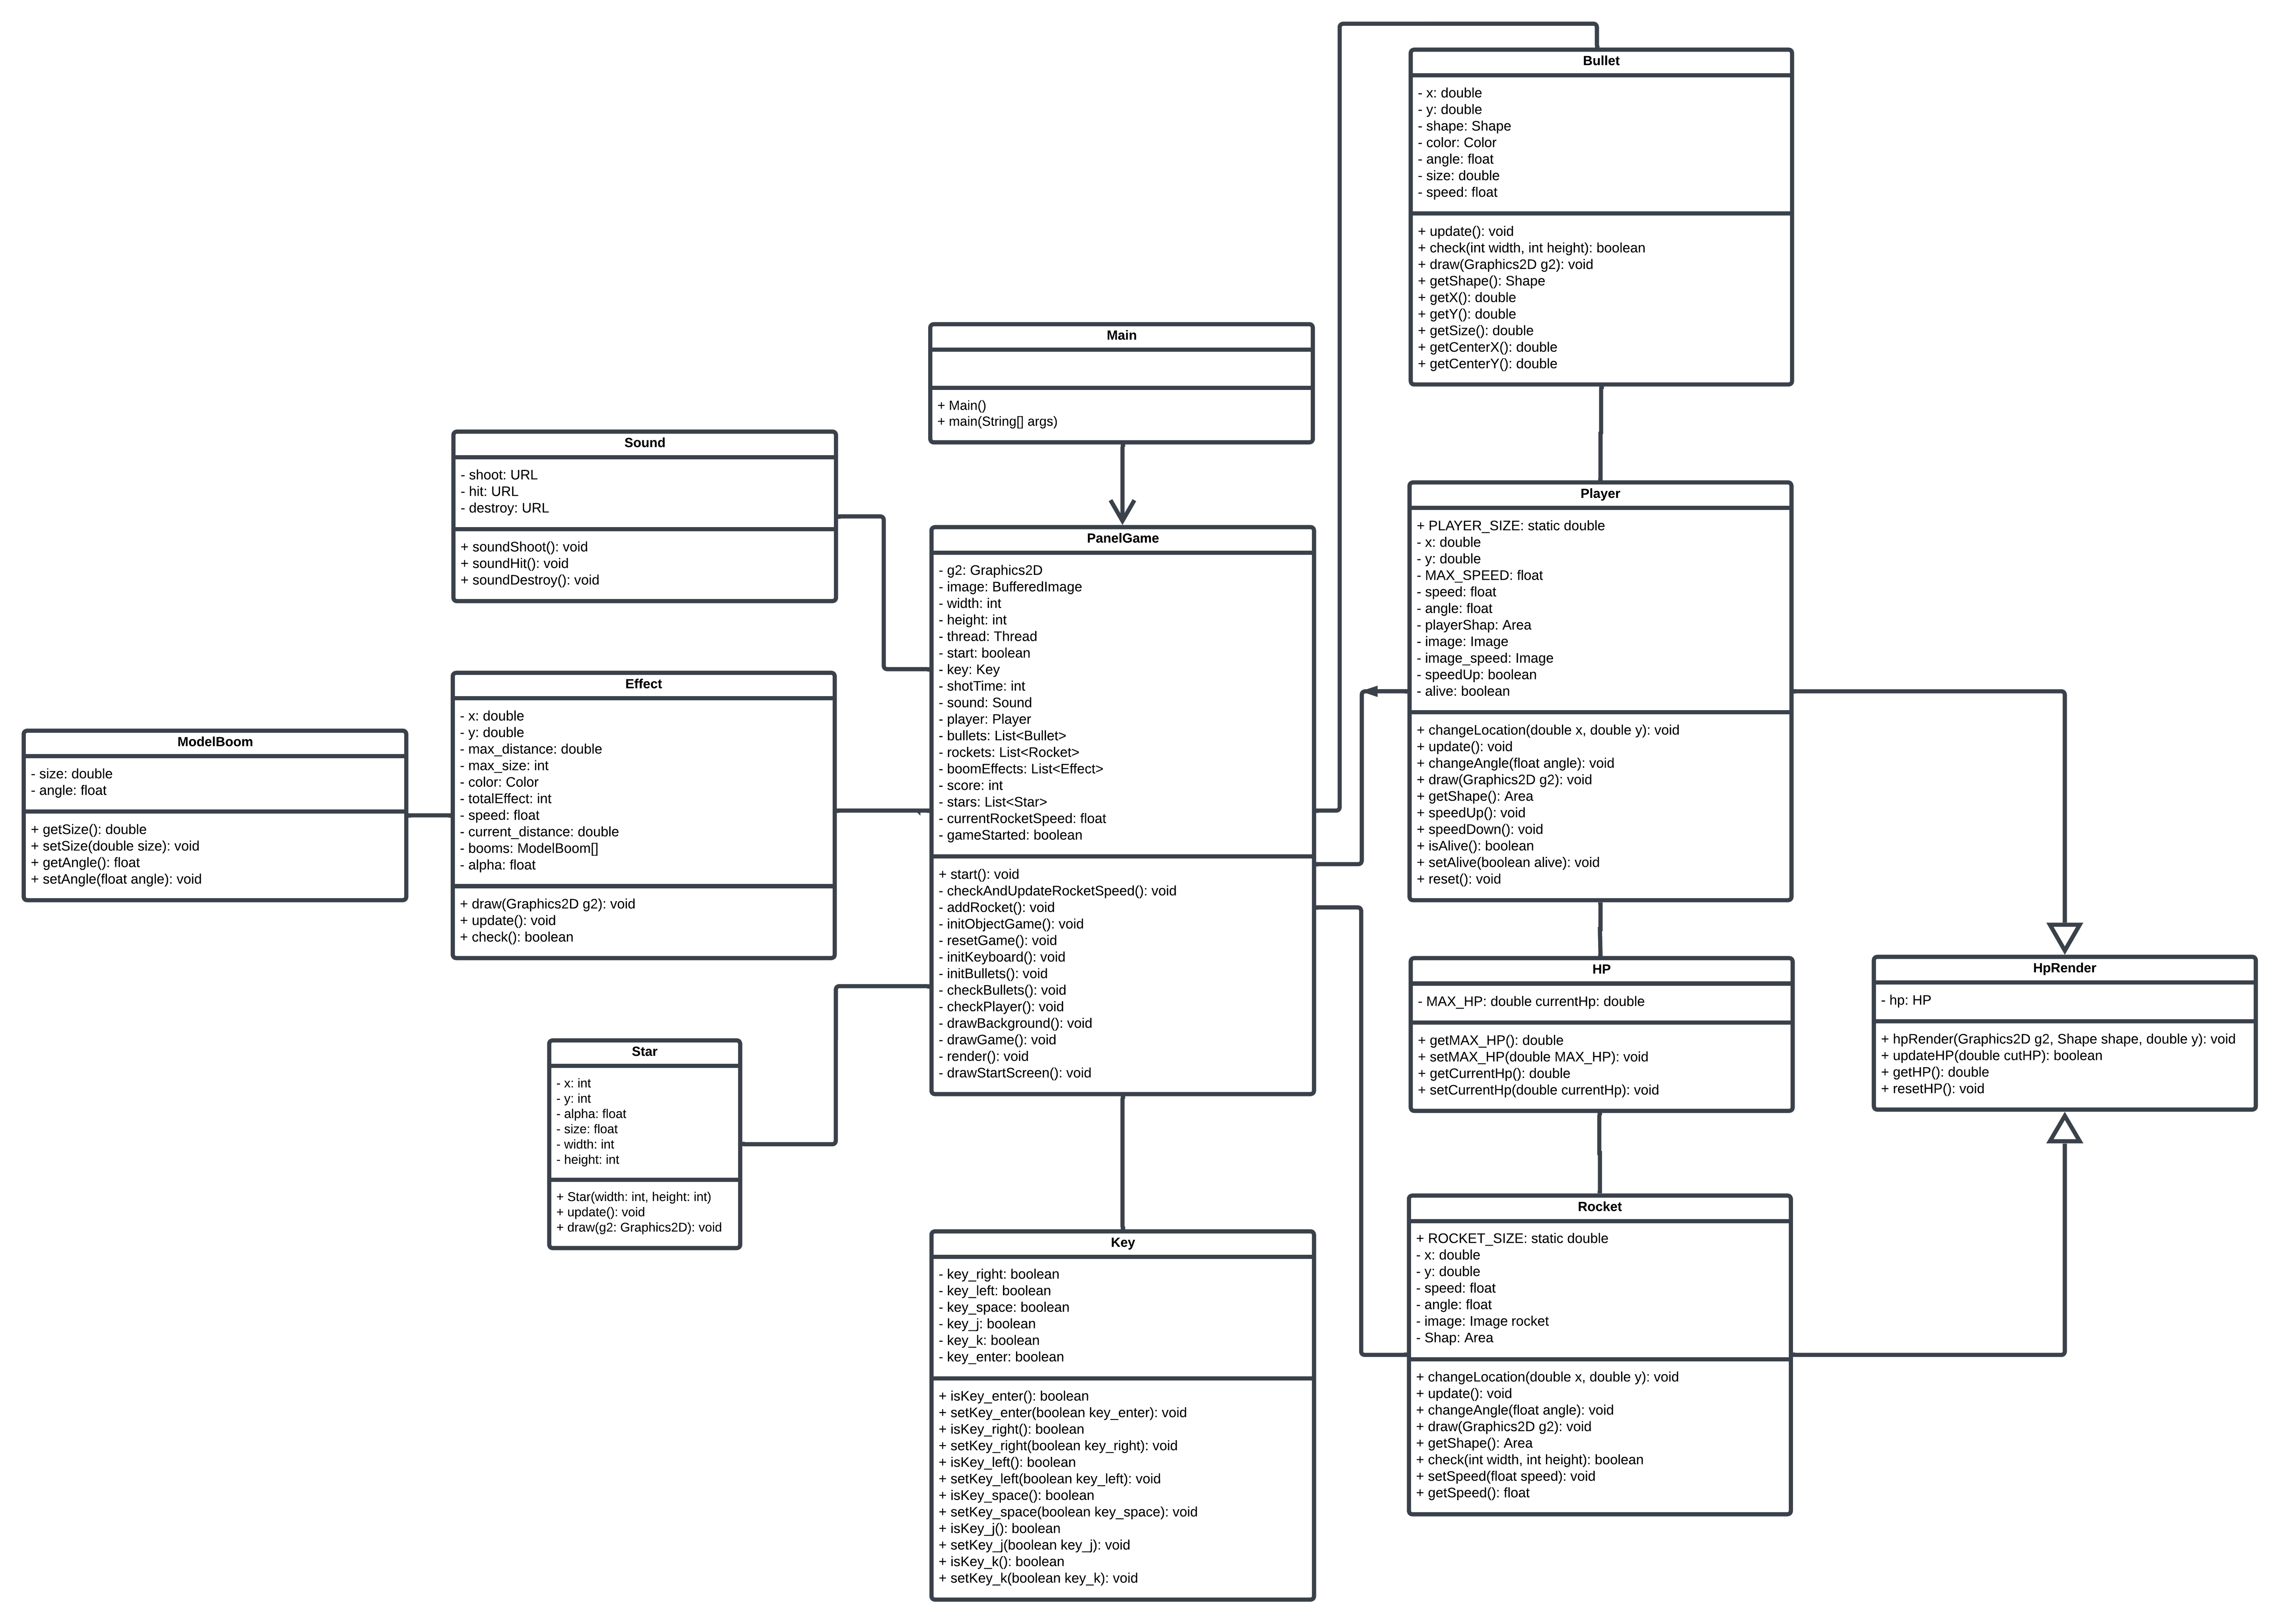 Bullet
- x: double
- y: double
- shape: Shape
- color: Color
- angle: float
- size: double
- speed: float
+ update(): void
+ check(int width, int height): boolean
+ draw(Graphics2D g2): void
+ getShape(): Shape
+ getX(): double
+ getY(): double
+ getSize(): double
+ getCenterX(): double
+ getCenterY(): double
Main
+ Main()
+ main(String[] args)
Sound
- shoot: URL
- hit: URL
- destroy: URL
+ soundShoot(): void
+ soundHit(): void
+ soundDestroy(): void
PanelGame
- g2: Graphics2D
- image: BufferedImage
- width: int
- height: int
- thread: Thread
- start: boolean
- key: Key
- shotTime: int
- sound: Sound
- player: Player
- bullets: List<Bullet>
- rockets: List<Rocket>
- boomEffects: List<Effect>
- score: int
- stars: List<Star>
- currentRocketSpeed: float
- gameStarted: boolean
+ start(): void
- checkAndUpdateRocketSpeed(): void
- addRocket(): void
- initObjectGame(): void
- resetGame(): void
- initKeyboard(): void
- initBullets(): void
- checkBullets(): void
- checkPlayer(): void
- drawBackground(): void
- drawGame(): void
- render(): void
- drawStartScreen(): void
Player
+ PLAYER_SIZE: static double
- x: double
- y: double
- MAX_SPEED: float
- speed: float
- angle: float
- playerShap: Area
- image: Image
- image_speed: Image
- speedUp: boolean
- alive: boolean
+ changeLocation(double x, double y): void
+ update(): void
+ changeAngle(float angle): void
+ draw(Graphics2D g2): void
+ getShape(): Area
+ speedUp(): void
+ speedDown(): void
+ isAlive(): boolean
+ setAlive(boolean alive): void
+ reset(): void
Effect
- x: double
- y: double
- max_distance: double
- max_size: int
- color: Color
- totalEffect: int
- speed: float
- current_distance: double
- booms: ModelBoom[]
- alpha: float
+ draw(Graphics2D g2): void
+ update(): void
+ check(): boolean
ModelBoom
- size: double
- angle: float
+ getSize(): double
+ setSize(double size): void
+ getAngle(): float
+ setAngle(float angle): void
HP
- MAX_HP: double currentHp: double
+ getMAX_HP(): double
+ setMAX_HP(double MAX_HP): void
+ getCurrentHp(): double
+ setCurrentHp(double currentHp): void
HpRender
- hp: HP
+ hpRender(Graphics2D g2, Shape shape, double y): void
+ updateHP(double cutHP): boolean
+ getHP(): double
+ resetHP(): void
Star
- x: int
- y: int
- alpha: float
- size: float
- width: int
- height: int
+ Star(width: int, height: int)
+ update(): void
+ draw(g2: Graphics2D): void
Key
- key_right: boolean
- key_left: boolean
- key_space: boolean
- key_j: boolean
- key_k: boolean
- key_enter: boolean
+ isKey_enter(): boolean
+ setKey_enter(boolean key_enter): void
+ isKey_right(): boolean
+ setKey_right(boolean key_right): void
+ isKey_left(): boolean
+ setKey_left(boolean key_left): void
+ isKey_space(): boolean
+ setKey_space(boolean key_space): void
+ isKey_j(): boolean
+ setKey_j(boolean key_j): void
+ isKey_k(): boolean
+ setKey_k(boolean key_k): void
Rocket
+ ROCKET_SIZE: static double
- x: double
- y: double
- speed: float
- angle: float
- image: Image rocket
- Shap: Area
+ changeLocation(double x, double y): void
+ update(): void
+ changeAngle(float angle): void
+ draw(Graphics2D g2): void
+ getShape(): Area
+ check(int width, int height): boolean
+ setSpeed(float speed): void
+ getSpeed(): float